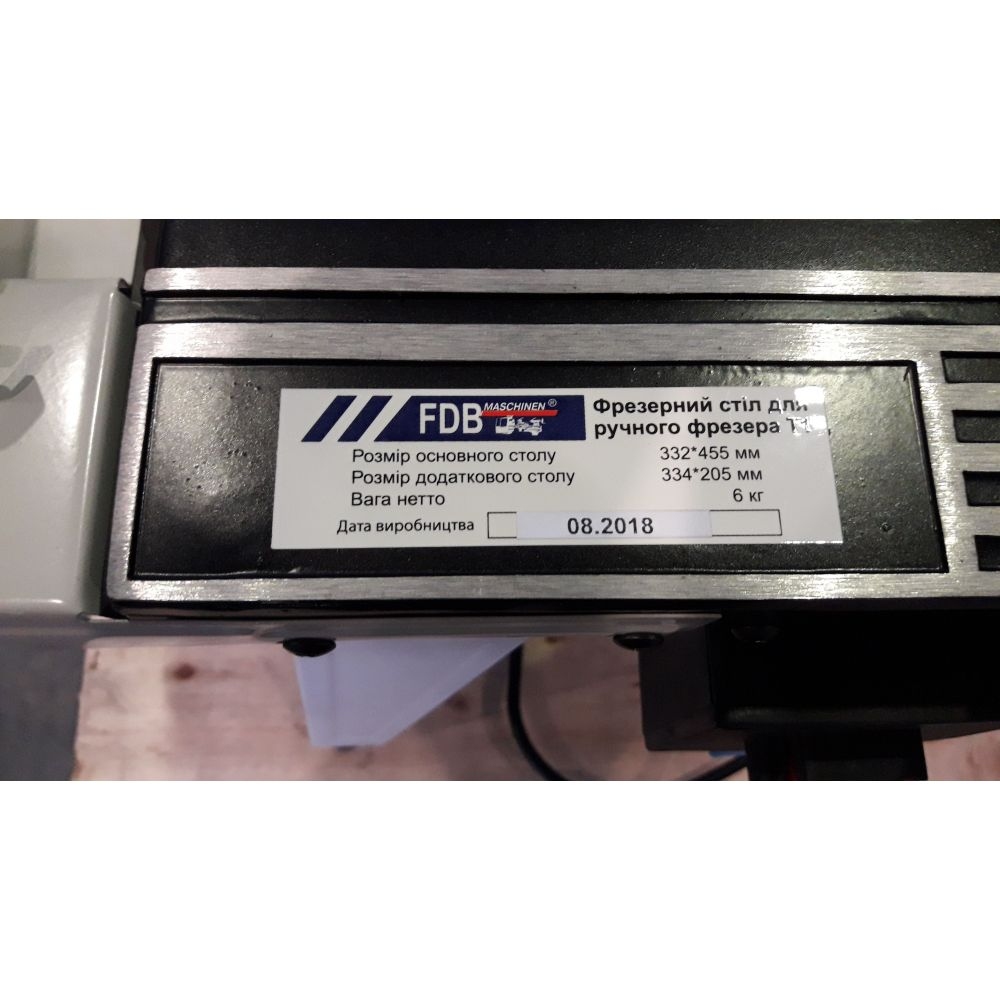 FDB MASCHINEN®
Фрезерний стіл для
ручного фрезера
Розмір основного столу 332*455 мм
Розмір додаткового столу 334*205 мм
Вага нетто 6 кг
Дата виробництва 08.2018